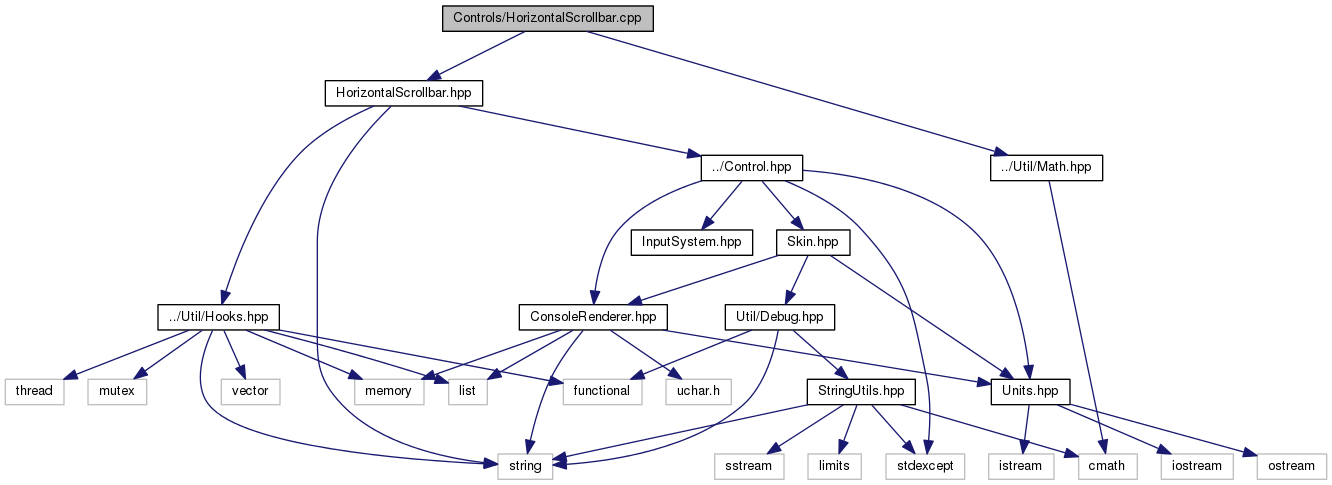 Controls/HorizontalScrollbar.cpp
HorizontalScrollbar.hpp
../Control.hpp
../Util/Math.hpp
InputSystem.hpp
Skin.hpp
../Util/Hooks.hpp
ConsoleRenderer.hpp
Util/Debug.hpp
thread
mutex
vector
memory
list
functional
uchar.h
StringUtils.hpp
Units.hpp
string
sstream
limits
stdexcept
istream
cmath
iostream
ostream